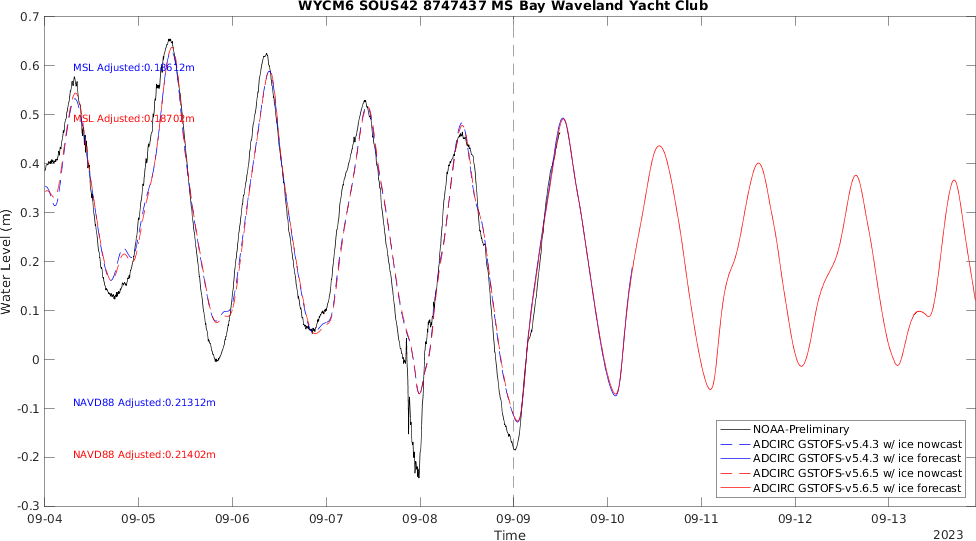 WYCM6 SOUS42 8747437 MS Bay Waveland Yacht Club
0.7
0.6
0.5
0.4
0.3
0.2
0.1
0
-0.1
-0.2
-0.3
Water Level (m)
MSL Adjusted:0.18612m
MSL Adjusted:0.18702m
NAVD88 Adjusted:0.21312m
NAVD88 Adjusted:0.21402m
NOAA-Preliminary
ADCIRC GSTOFS-v5.4.3 w/ ice nowcast
ADCIRC GSTOFS-v5.4.3 w/ ice forecast
ADCIRC GSTOFS-v5.6.5 w/ ice nowcast
ADCIRC GSTOFS-v5.6.5 w/ ice forecast
09-04 09-05 09-06 09-07 09-08 09-09 09-10 09-11 09-12 09-13
Time
2023